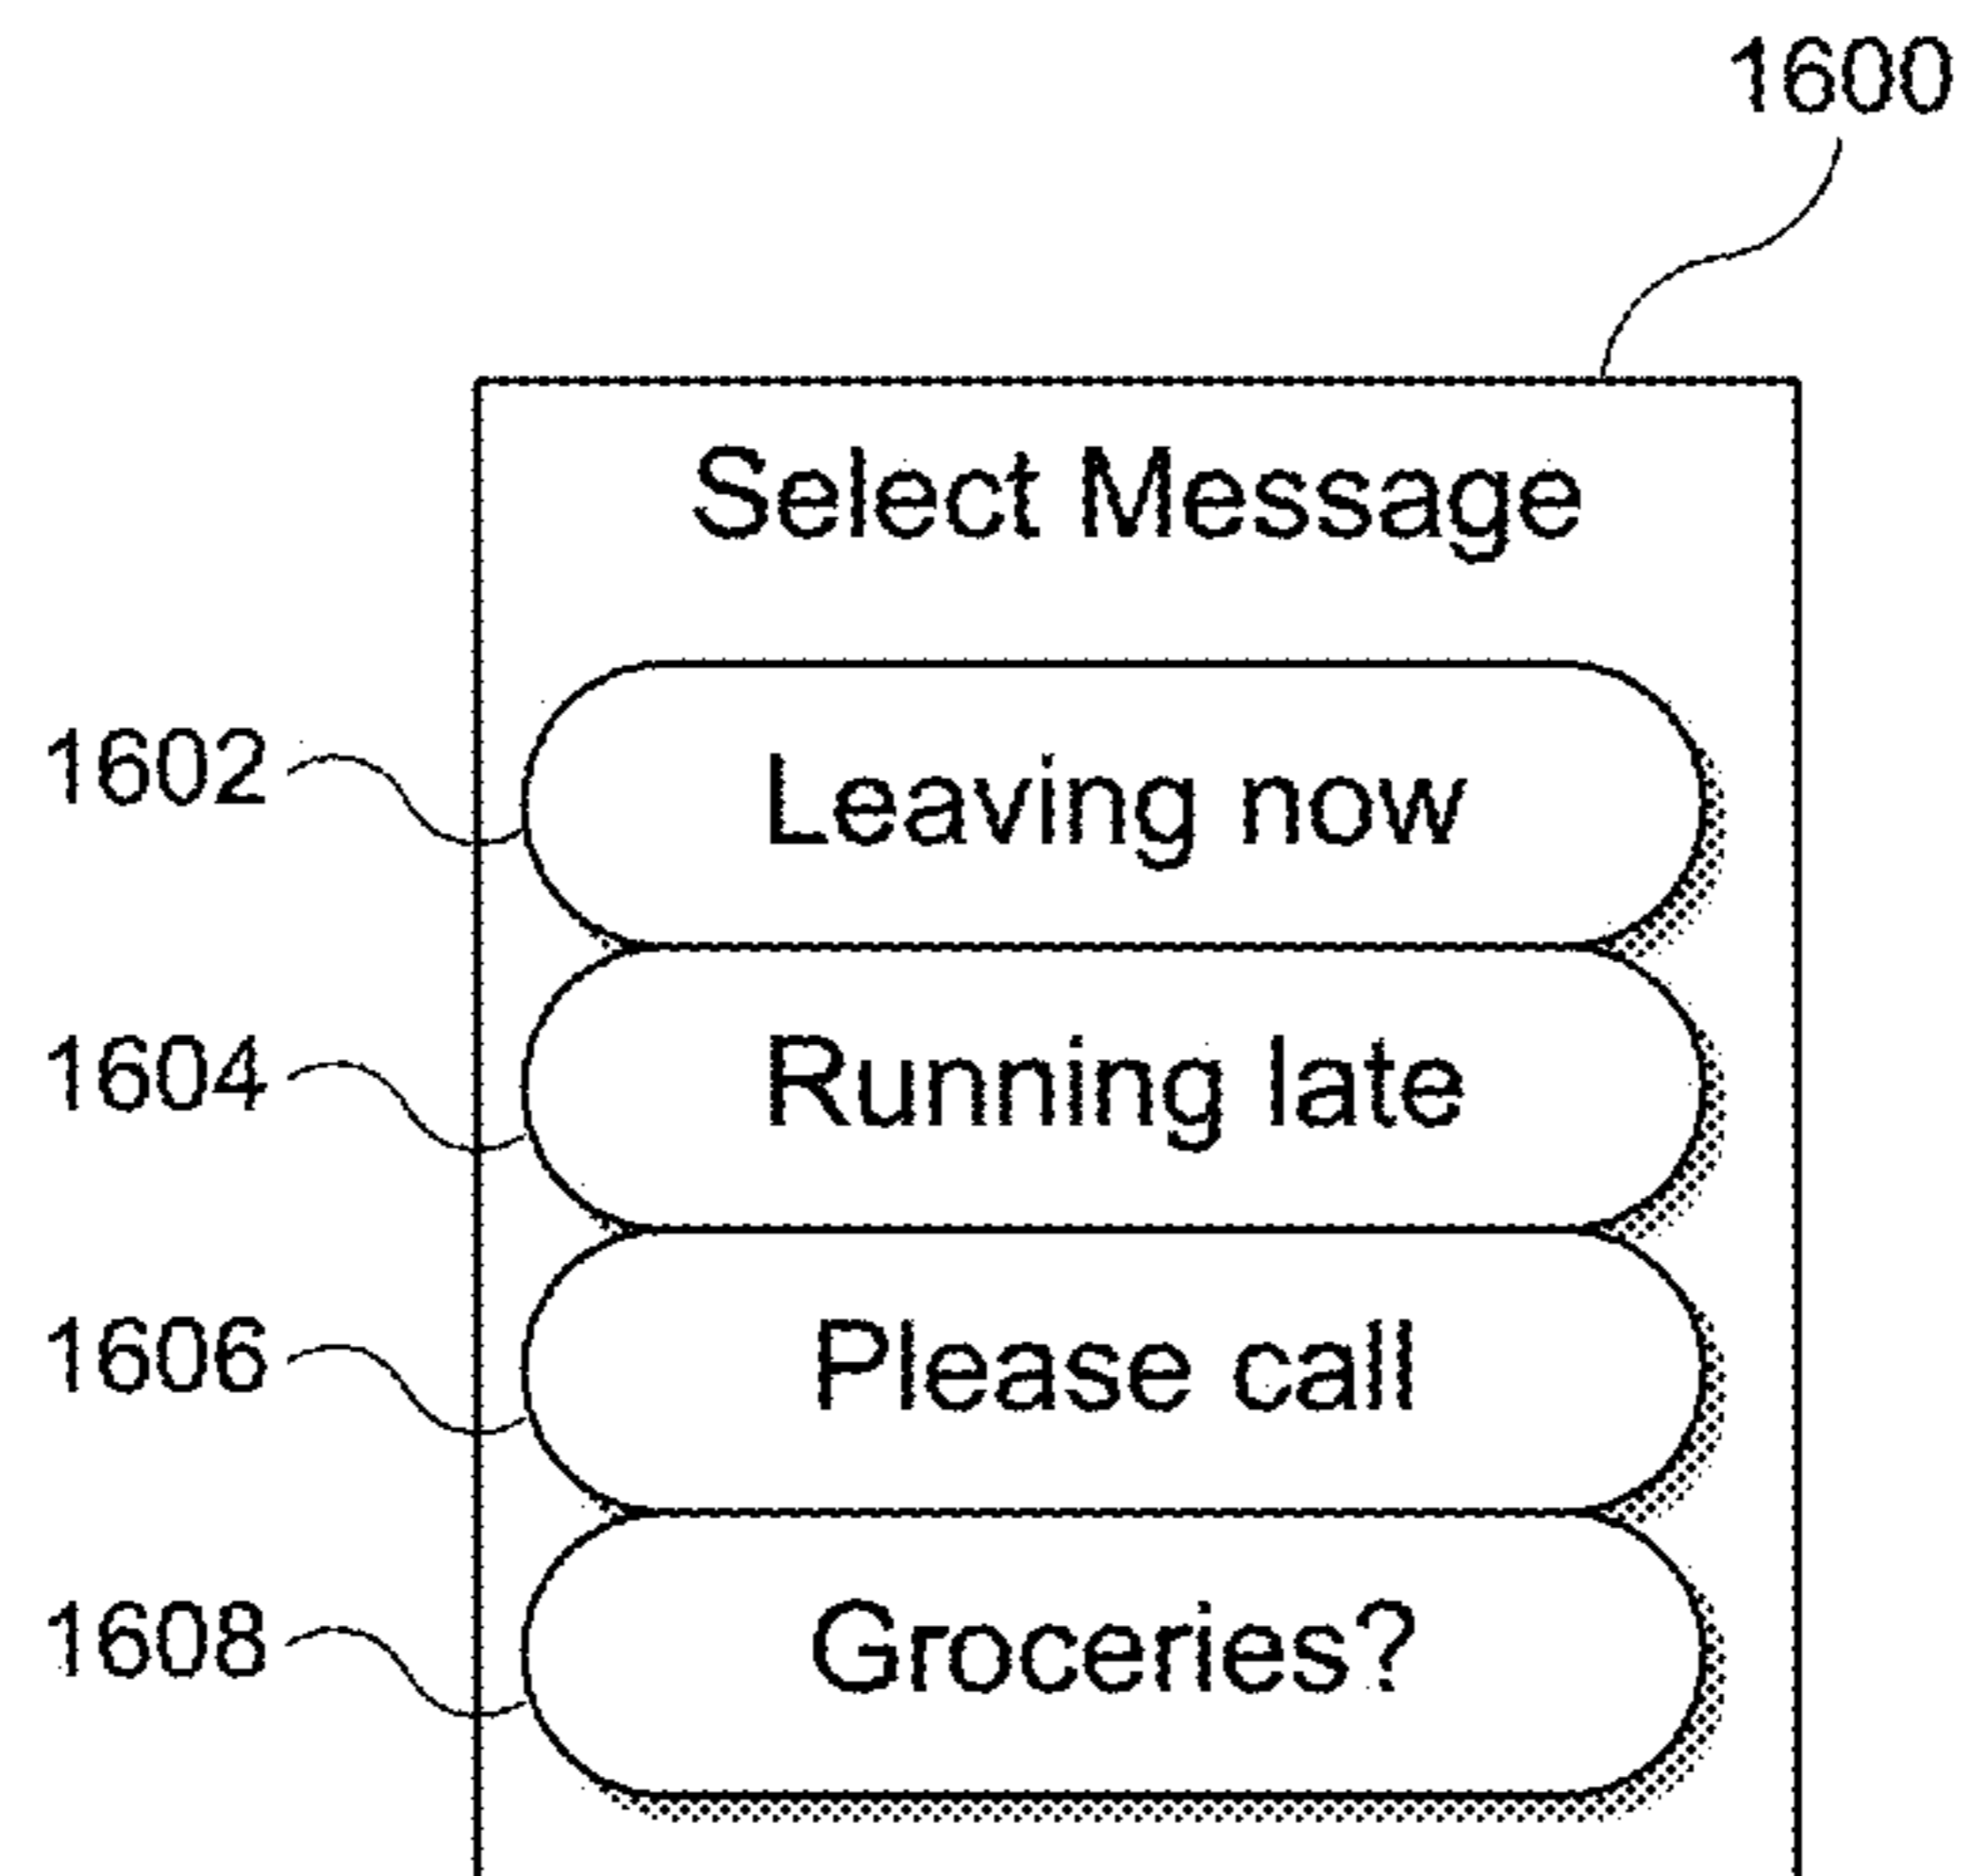 1600
Select Message
1602 Leaving now
1604 Running late
1606 Please call
1608 Groceries?